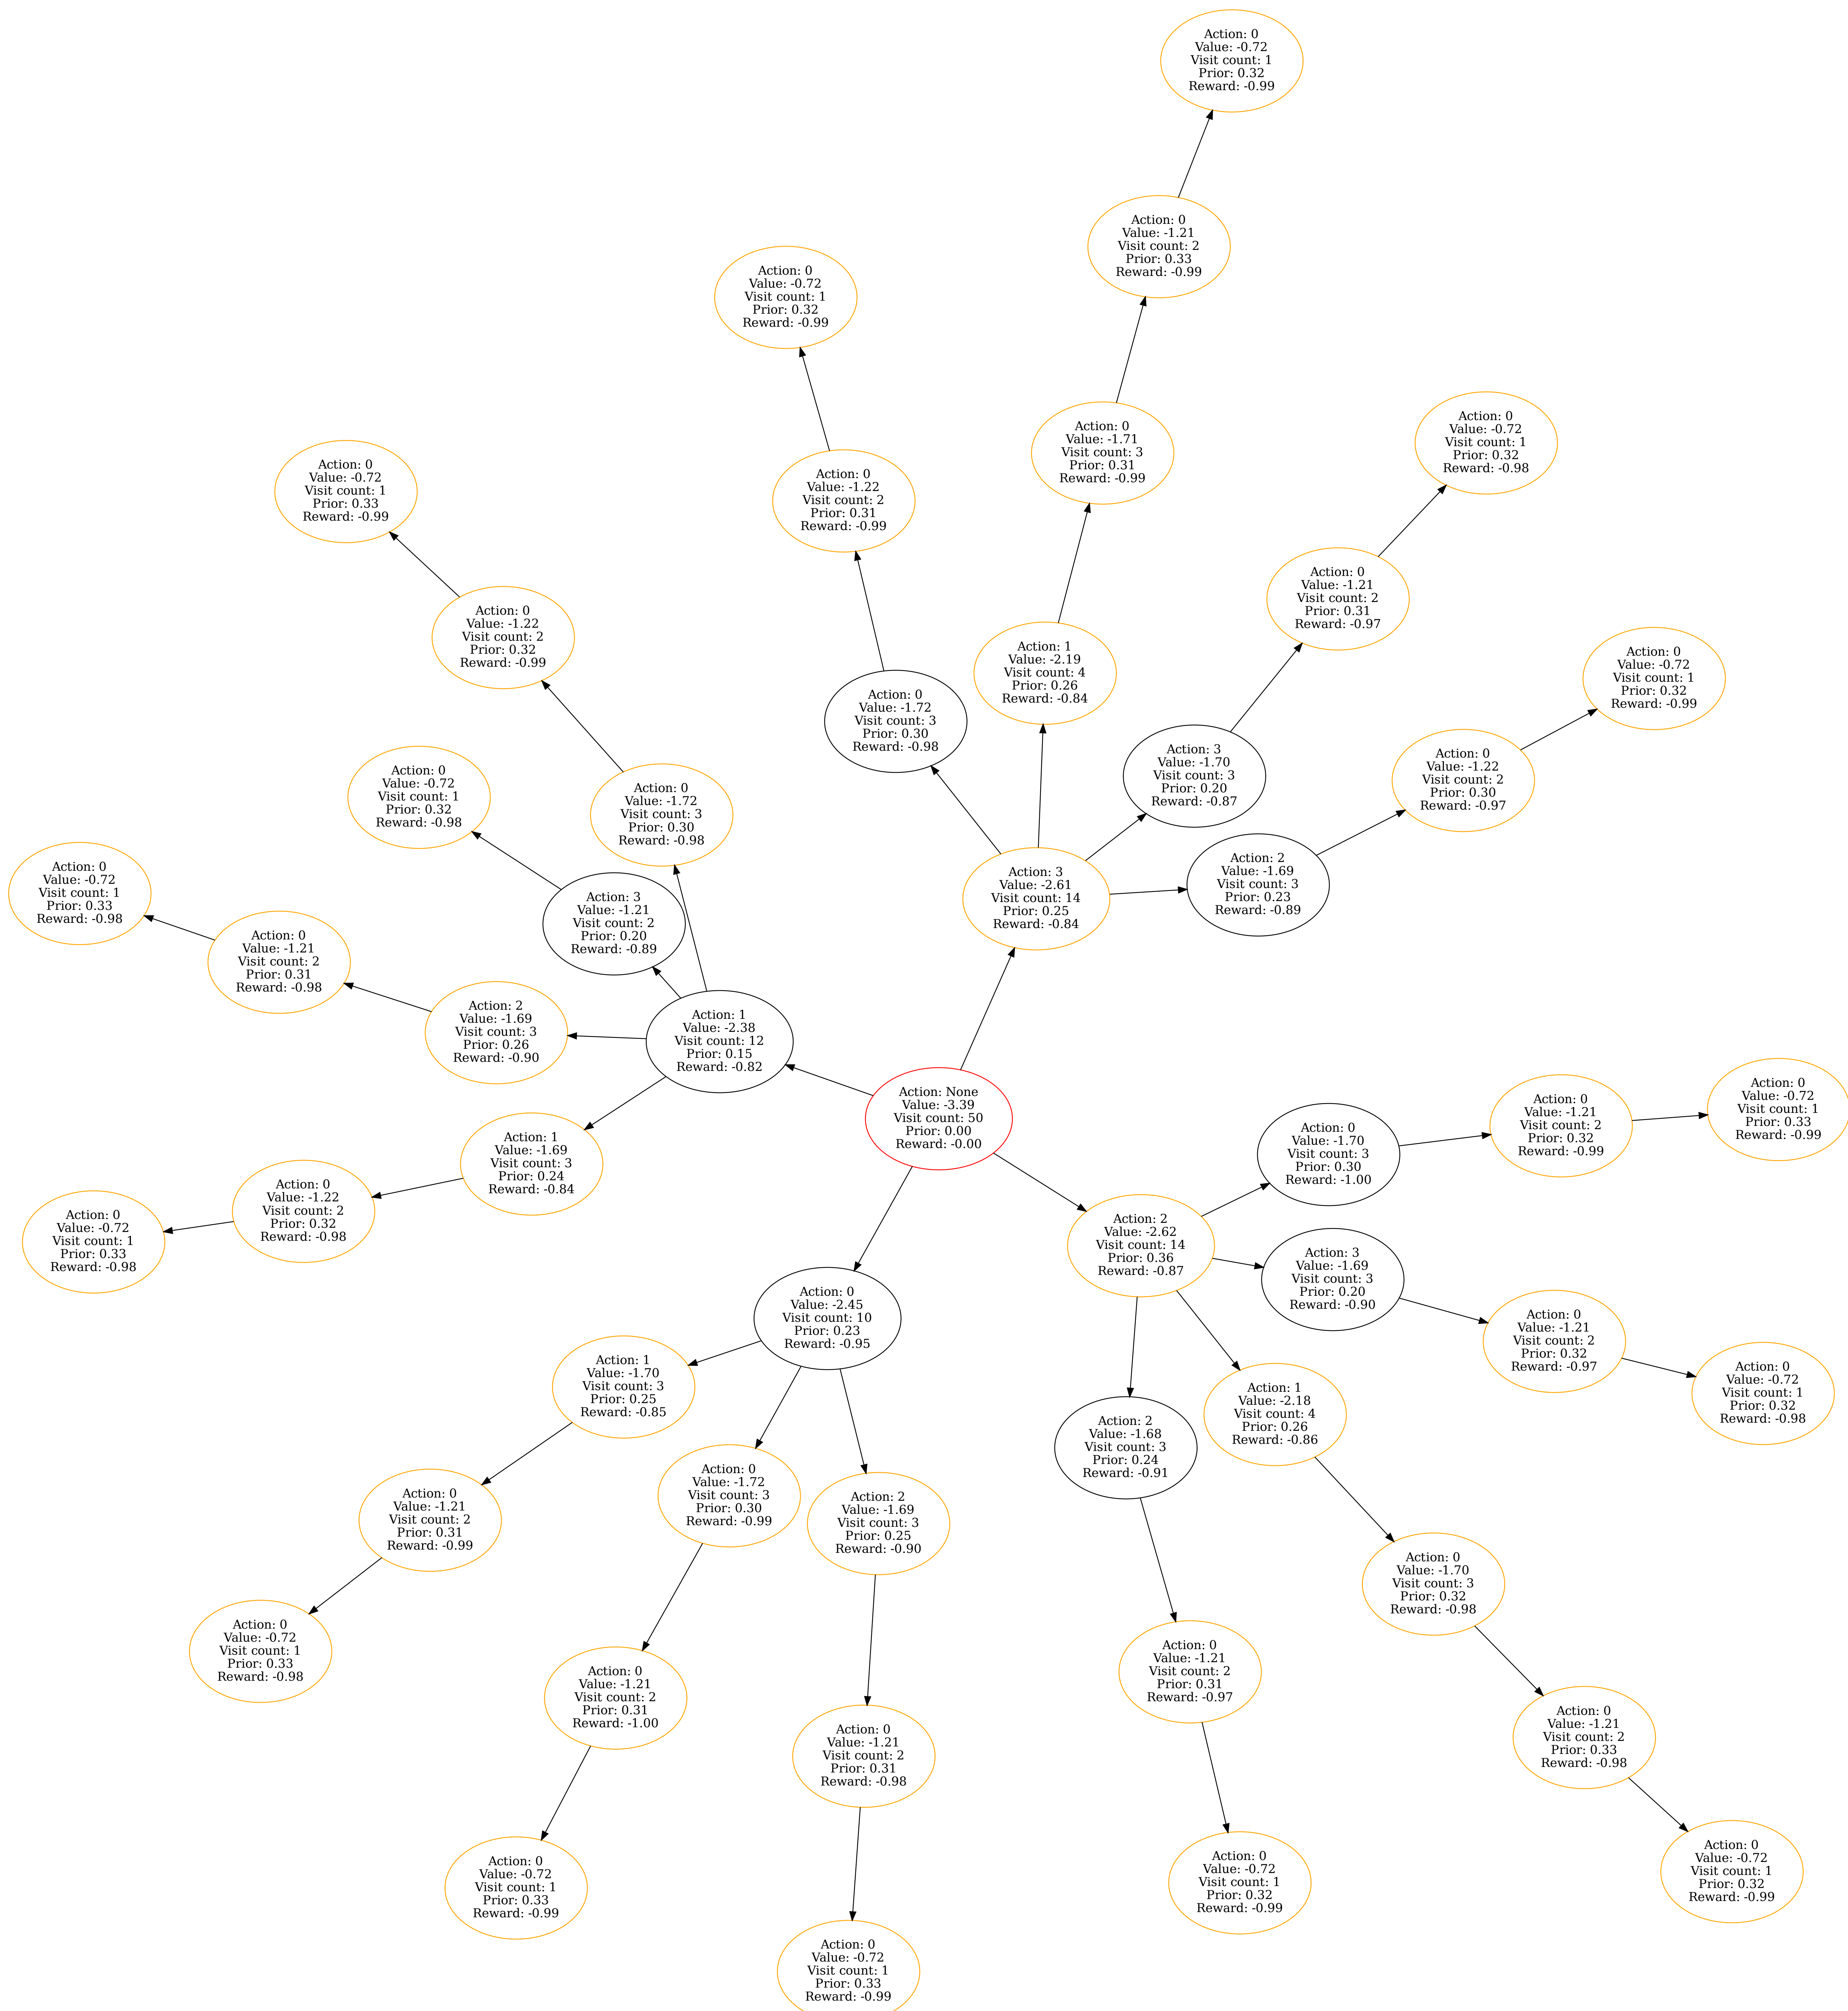 Action: 0
Value: -0.72
Visit count: 1
Prior: 0.32
Reward: -0.99
Action: 0
Value: -1.21
Visit count: 2
Prior: 0.33
Reward: -0.99
Action: 0
Value: -0.72
Visit count: 1
Prior: 0.32
Reward: -0.99
Action: 0
Value: -1.71
Visit count: 3
Prior: 0.31
Reward: -0.99
Action: 0
Value: -0.72
Visit count: 1
Prior: 0.32
Reward: -0.98
Action: 0
Value: -0.72
Visit count: 1
Prior: 0.33
Reward: -0.99
Action: 0
Value: -1.22
Visit count: 2
Prior: 0.31
Reward: -0.99
Action: 0
Value: -1.21
Visit count: 2
Prior: 0.31
Reward: -0.97
Action: 0
Value: -1.22
Visit count: 2
Prior: 0.32
Reward: -0.99
Action: 1
Value: -2.19
Visit count: 4
Prior: 0.26
Reward: -0.84
Action: 0
Value: -0.72
Visit count: 1
Prior: 0.32
Reward: -0.99
Action: 0
Value: -1.72
Visit count: 3
Prior: 0.30
Reward: -0.98
Action: 3
Value: -1.70
Visit count: 3
Prior: 0.20
Reward: -0.87
Action: 0
Value: -1.22
Visit count: 2
Prior: 0.30
Reward: -0.97
Action: 0
Value: -0.72
Visit count: 1
Prior: 0.32
Reward: -0.98
Action: 0
Value: -1.72
Visit count: 3
Prior: 0.30
Reward: -0.98
Action: 2
Value: -1.69
Visit count: 3
Prior: 0.23
Reward: -0.89
Action: 0
Value: -0.72
Visit count: 1
Prior: 0.33
Reward: -0.98
Action: 3
Value: -1.21
Visit count: 2
Prior: 0.20
Reward: -0.89
Action: 3
Value: -2.61
Visit count: 14
Prior: 0.25
Reward: -0.84
Action: 0
Value: -1.21
Visit count: 2
Prior: 0.31
Reward: -0.98
Action: 2
Value: -1.69
Visit count: 3
Prior: 0.26
Reward: -0.90
Action: 1
Value: -2.38
Visit count: 12
Prior: 0.15
Reward: -0.82
Action: None
Value: -3.39
Visit count: 50
Prior: 0.00
Reward: -0.00
Action: 0
Value: -0.72
Visit count: 1
Prior: 0.33
Reward: -0.99
Action: 0
Value: -1.21
Visit count: 2
Prior: 0.32
Reward: -0.99
Action: 0
Value: -1.70
Visit count: 3
Prior: 0.30
Reward: -1.00
Action: 1
Value: -1.69
Visit count: 3
Prior: 0.24
Reward: -0.84
Action: 0
Value: -1.22
Visit count: 2
Prior: 0.32
Reward: -0.98
Action: 0
Value: -0.72
Visit count: 1
Prior: 0.33
Reward: -0.98
Action: 2
Value: -2.62
Visit count: 14
Prior: 0.36
Reward: -0.87
Action: 3
Value: -1.69
Visit count: 3
Prior: 0.20
Reward: -0.90
Action: 0
Value: -2.45
Visit count: 10
Prior: 0.23
Reward: -0.95
Action: 0
Value: -1.21
Visit count: 2
Prior: 0.32
Reward: -0.97
Action: 1
Value: -1.70
Visit count: 3
Prior: 0.25
Reward: -0.85
Action: 0
Value: -0.72
Visit count: 1
Prior: 0.32
Reward: -0.98
Action: 1
Value: -2.18
Visit count: 4
Prior: 0.26
Reward: -0.86
Action: 2
Value: -1.68
Visit count: 3
Prior: 0.24
Reward: -0.91
Action: 0
Value: -1.72
Visit count: 3
Prior: 0.30
Reward: -0.99
Action: 0
Value: -1.21
Visit count: 2
Prior: 0.31
Reward: -0.99
Action: 2
Value: -1.69
Visit count: 3
Prior: 0.25
Reward: -0.90
Action: 0
Value: -1.70
Visit count: 3
Prior: 0.32
Reward: -0.98
Action: 0
Value: -0.72
Visit count: 1
Prior: 0.33
Reward: -0.98
Action: 0
Value: -1.21
Visit count: 2
Prior: 0.31
Reward: -0.97
Action: 0
Value: -1.21
Visit count: 2
Prior: 0.31
Reward: -1.00
Action: 0
Value: -1.21
Visit count: 2
Prior: 0.33
Reward: -0.98
Action: 0
Value: -1.21
Visit count: 2
Prior: 0.31
Reward: -0.98
Action: 0
Value: -0.72
Visit count: 1
Prior: 0.32
Reward: -0.99
Action: 0
Value: -0.72
Visit count: 1
Prior: 0.32
Reward: -0.99
Action: 0
Value: -0.72
Visit count: 1
Prior: 0.33
Reward: -0.99
Action: 0
Value: -0.72
Visit count: 1
Prior: 0.33
Reward: -0.99